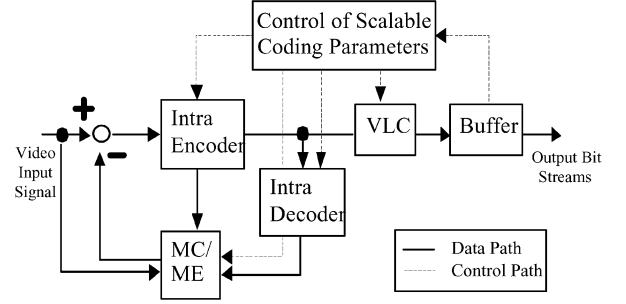 Control of Scalable
Coding Parameters
+
Intra
Encoder
VLC
Buffer
Video
Input
Signal
−
Output Bit
Streams
Intra
Decoder
MC/
ME
Data Path
Control Path